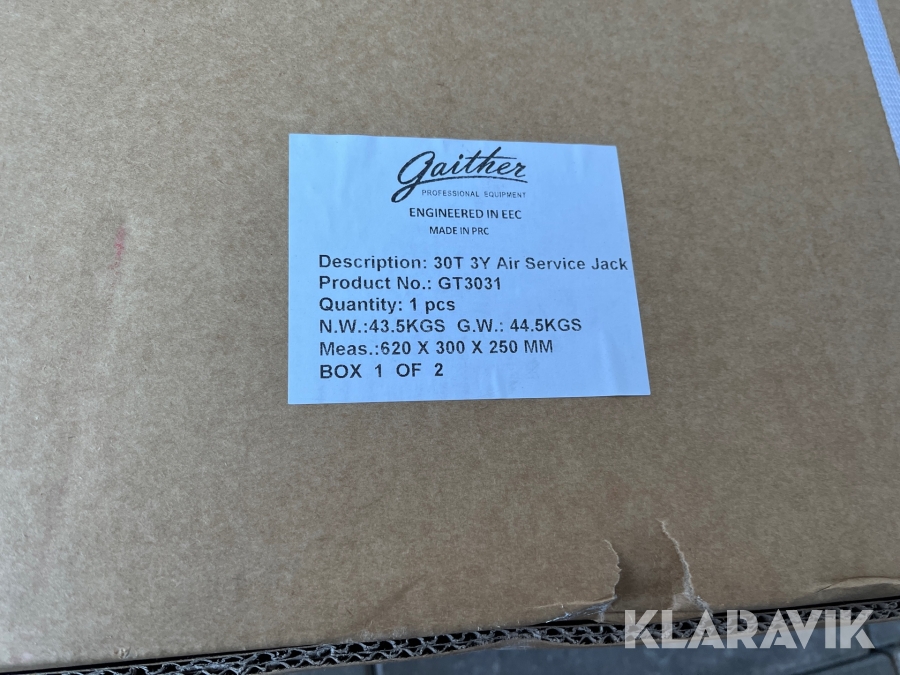 Gaither
PROFESSIONAL EQUIPMENT
ENGINEERED IN EEC
MADE IN PRC
Description: 30T 3Y Air Service Jack
Product No.: GT3031
Quantity: 1 pcs
N.W.:43.5KGS G.W.: 44.5KGS
Meas.:620 X 300 X 250 MM
BOX 1 OF 2
KLARAVIK